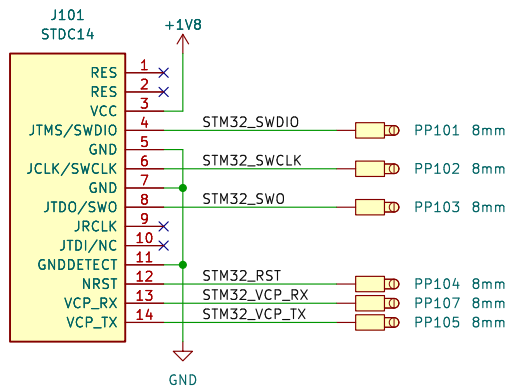 J101
STDC14
+1V8
RES 1
RES 2
VCC 3
JTMS/SWDIO 4 STM32_SWDIO PP101 8mm
GND 5
JCLK/SWCLK 6 STM32_SWCLK PP102 8mm
GND 7
JTDO/SWO 8 STM32_SWO PP103 8mm
JRCLK 9
JTDI/NC 10
GNDDETECT 11
NRST 12 STM32_RST PP104 8mm
VCP_RX 13 STM32_VCP_RX PP107 8mm
VCP_TX 14 STM32_VCP_TX PP105 8mm
GND